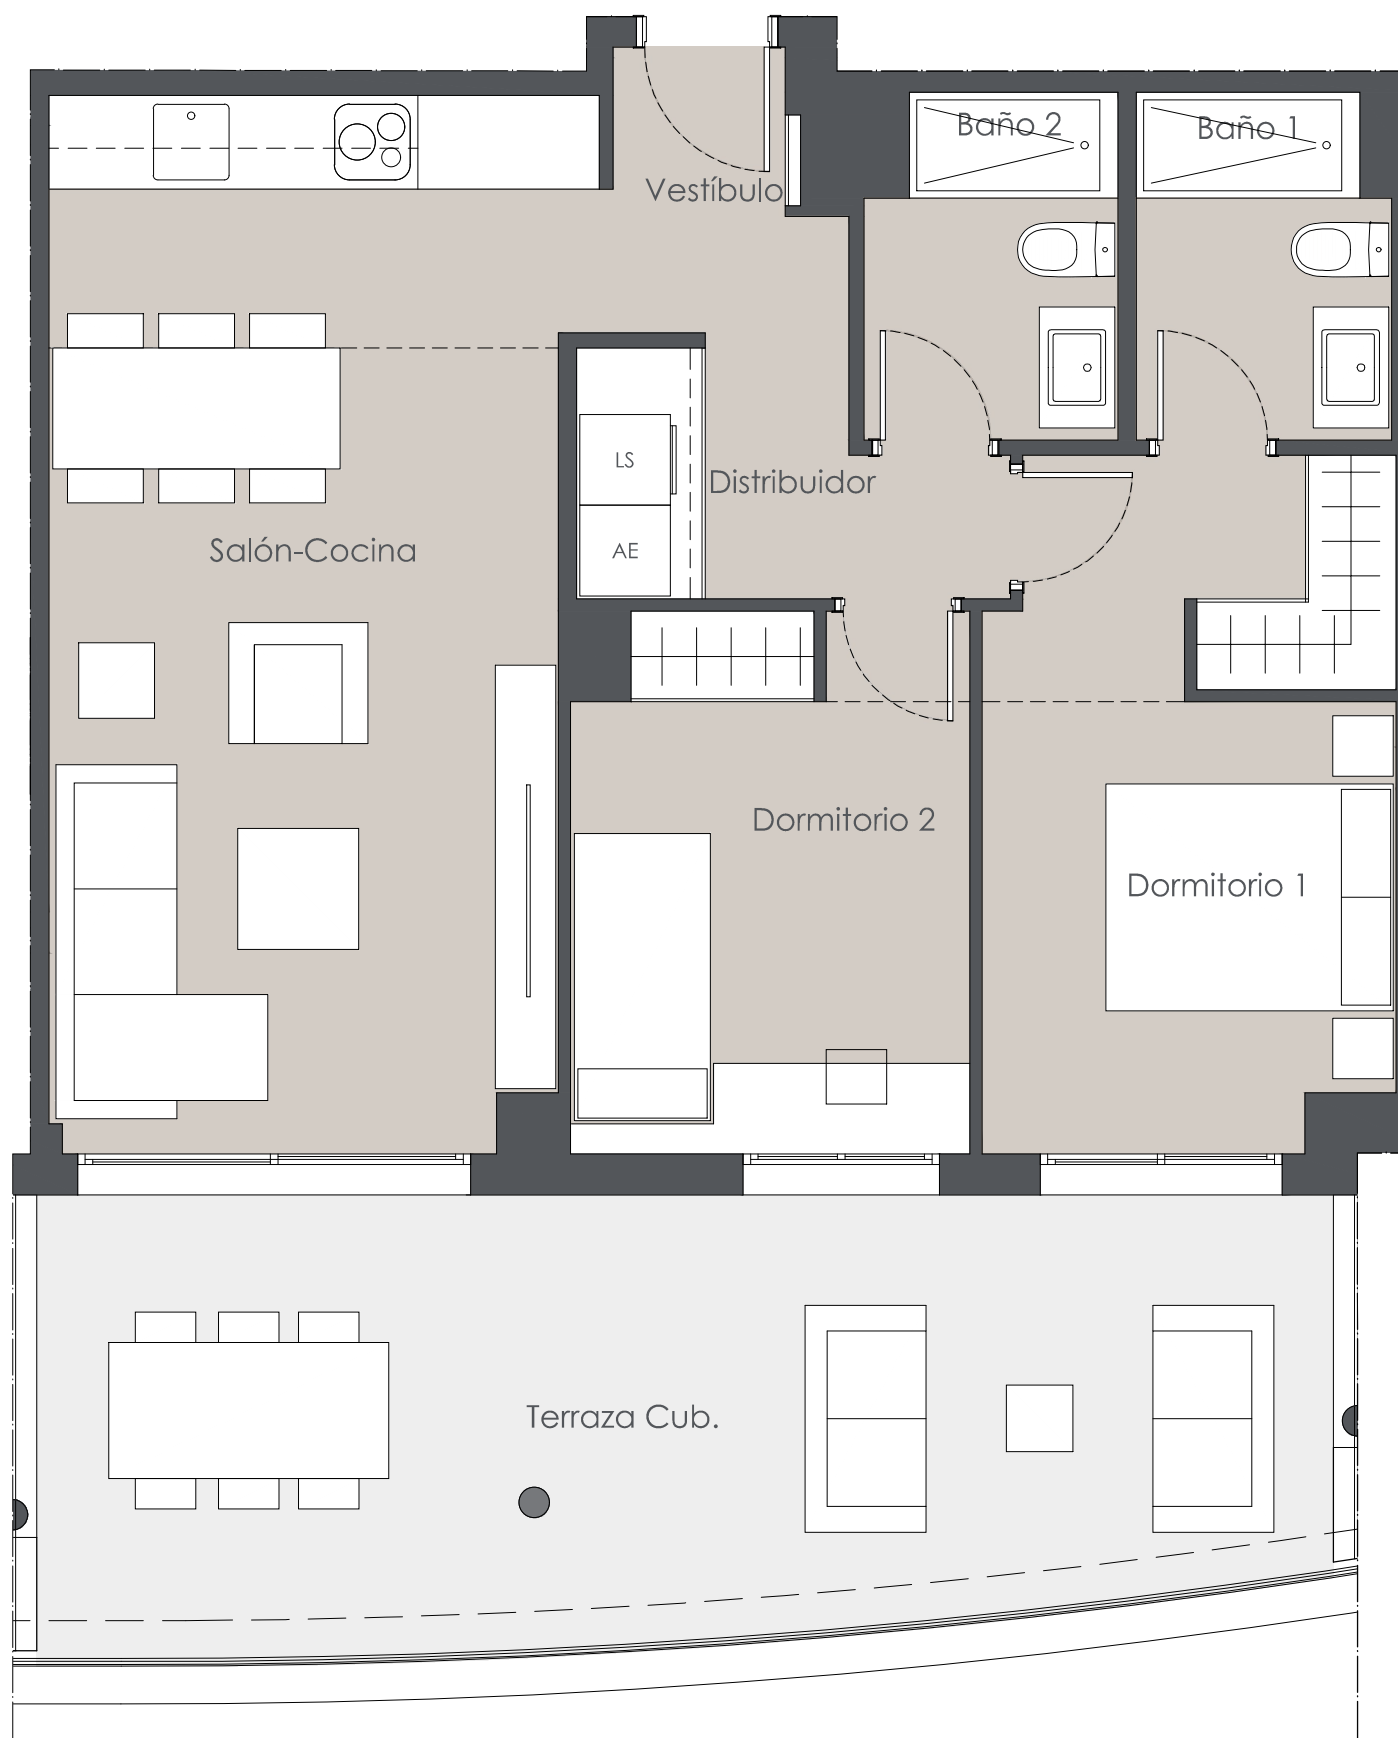 Baño 2
Baño 1
Vestíbulo
LS
Distribuidor
AE
Salón-Cocina
Dormitorio 2
Dormitorio 1
Terraza Cub.